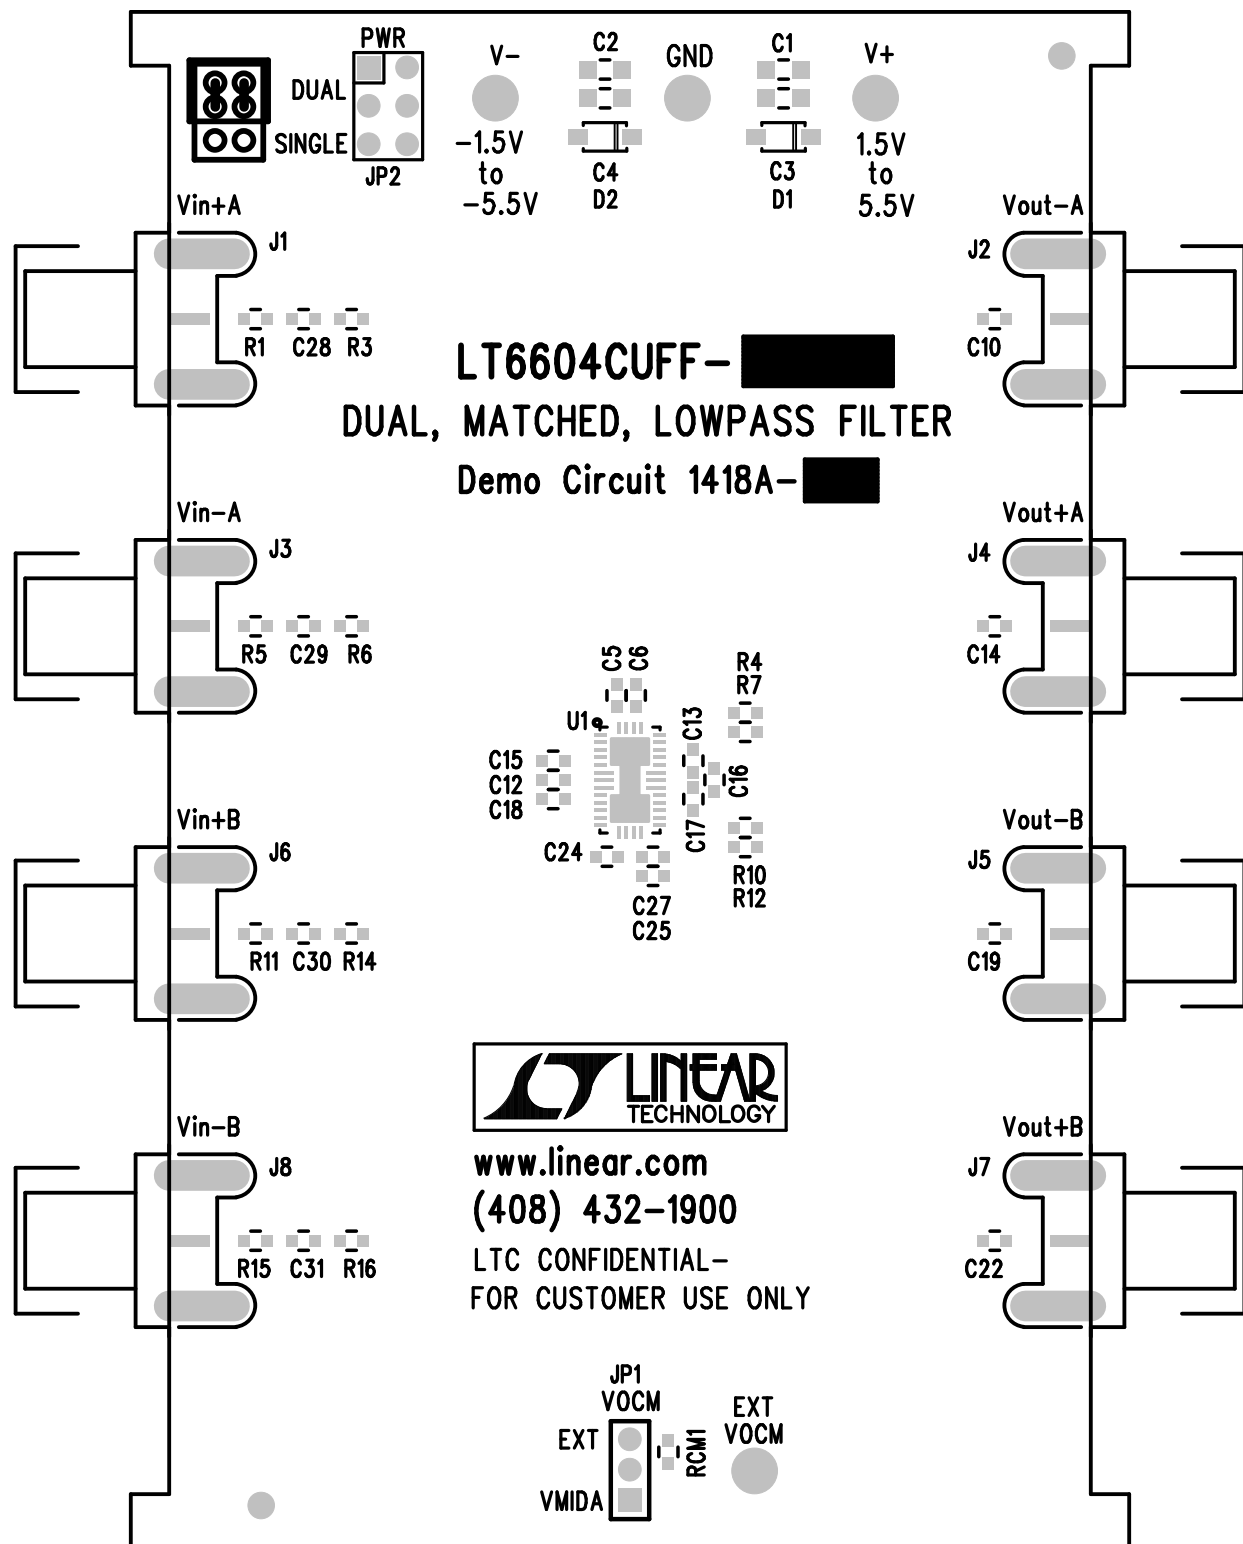 PWR
DUAL
SINGLE
JP2
V-
-1.5V
to
-5.5V
C2
C4
D2
GND
C1
C3
D1
V+
1.5V
to
5.5V
Vin+A
J1
R1 C28 R3
Vout-A
J2
C10
LT6604CUFF-
DUAL, MATCHED, LOWPASS FILTER
Demo Circuit 1418A-
Vin-A
J3
R5 C29 R6
Vout+A
J4
C14
C5 C6
R4
R7
U1
C13
C15
C12
C18
C16
C17
C24
C27
C25
R10
R12
Vin+B
J6
R11 C30 R14
Vout-B
J5
C19
LINEAR
TECHNOLOGY
www.linear.com
(408) 432-1900
LTC CONFIDENTIAL-
FOR CUSTOMER USE ONLY
Vin-B
J8
R15 C31 R16
Vout+B
J7
C22
JP1
VOCM
EXT
VMIDA
RCM1
EXT
VOCM